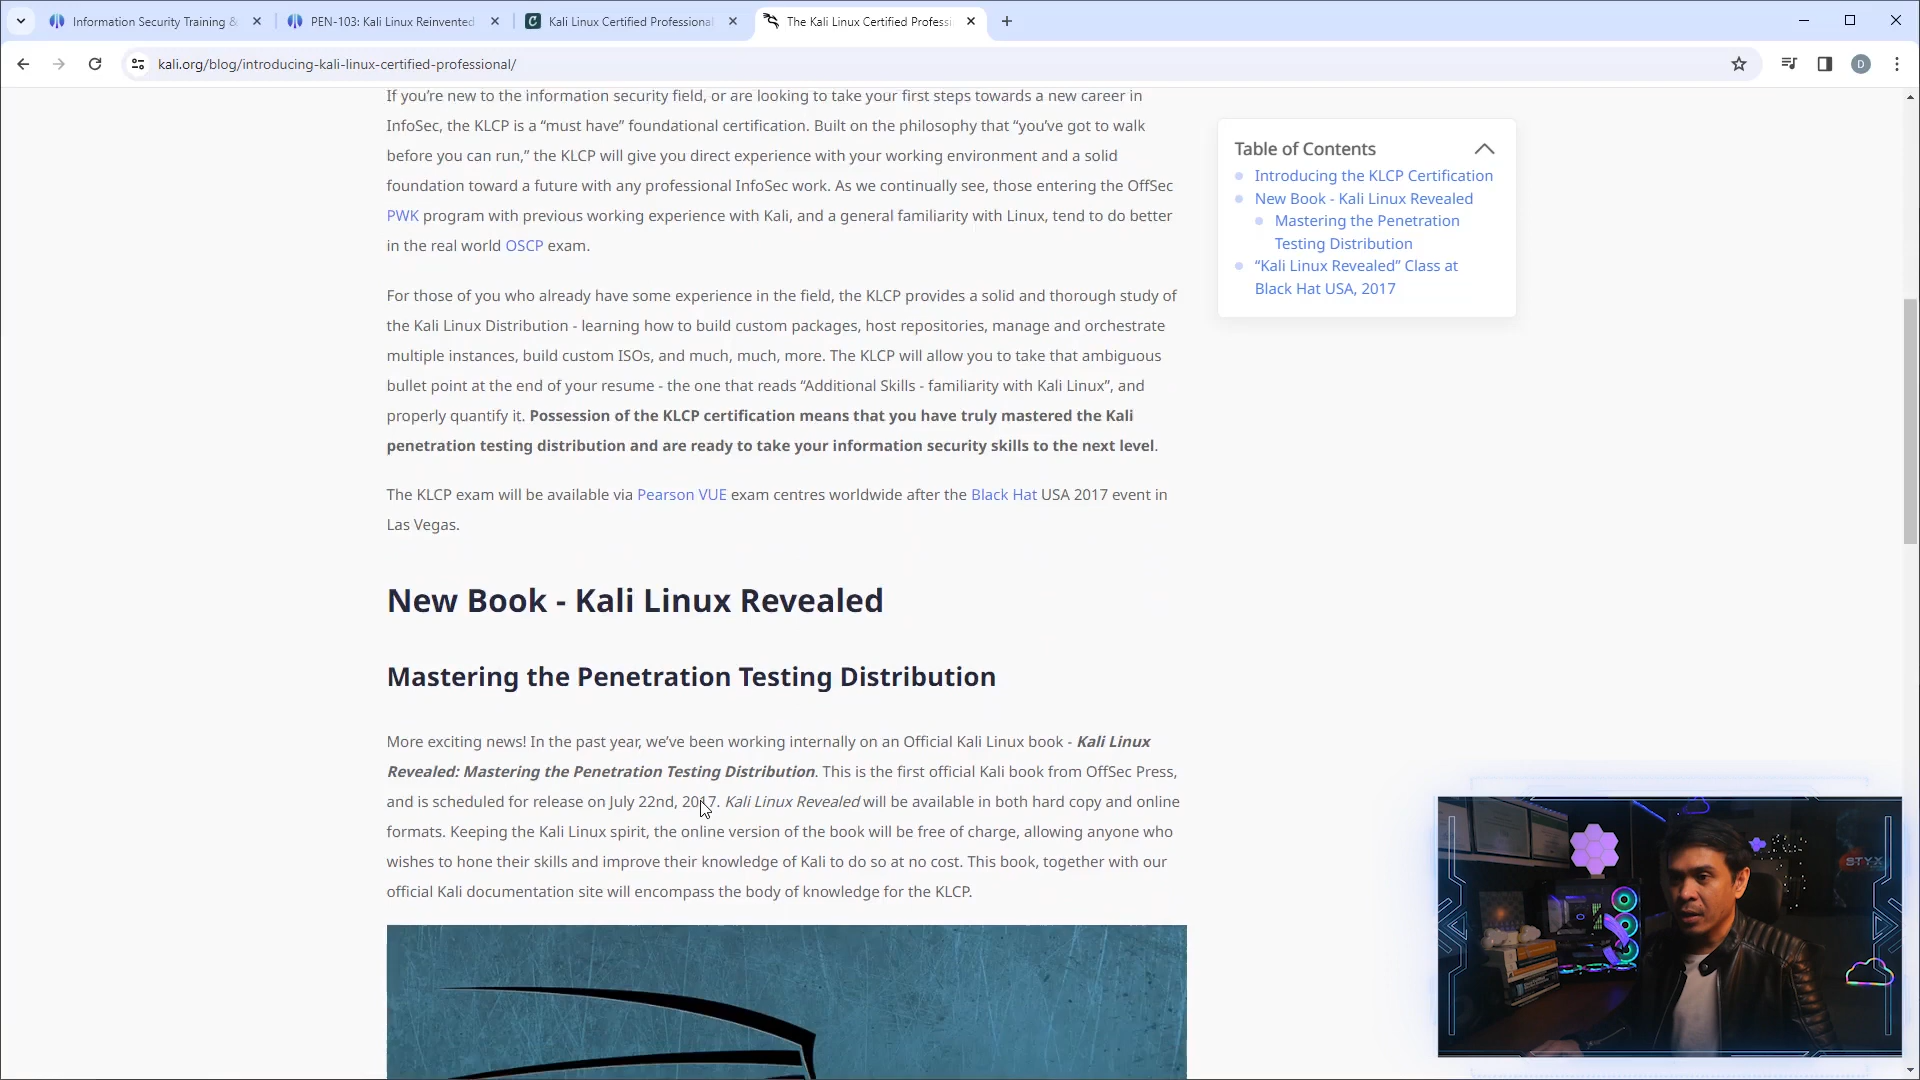 Information Security Training &
PEN-103: Kali Linux Reinvented
Kali Linux Certified Professional
The Kali Linux Certified Professi
kali.org/blog/introducing-kali-linux-certified-professional/
D
If you’re new to the information security field, or are looking to take your first steps towards a new career in
InfoSec, the KLCP is a “must have” foundational certification. Built on the philosophy that “you’ve got to walk
before you can run,” the KLCP will give you direct experience with your working environment and a solid
foundation toward a future with any professional InfoSec work. As we continually see, those entering the OffSec
PWK program with previous working experience with Kali, and a general familiarity with Linux, tend to do better
in the real world OSCP exam.
For those of you who already have some experience in the field, the KLCP provides a solid and thorough study of
the Kali Linux Distribution - learning how to build custom packages, host repositories, manage and orchestrate
multiple instances, build custom ISOs, and much, much, more. The KLCP will allow you to take that ambiguous
bullet point at the end of your resume - the one that reads “Additional Skills - familiarity with Kali Linux”, and
properly quantify it. Possession of the KLCP certification means that you have truly mastered the Kali
penetration testing distribution and are ready to take your information security skills to the next level.
The KLCP exam will be available via Pearson VUE exam centres worldwide after the Black Hat USA 2017 event in
Las Vegas.
New Book - Kali Linux Revealed
Mastering the Penetration Testing Distribution
More exciting news! In the past year, we’ve been working internally on an Official Kali Linux book - Kali Linux
Revealed: Mastering the Penetration Testing Distribution. This is the first official Kali book from OffSec Press,
and is scheduled for release on July 22nd, 2017. Kali Linux Revealed will be available in both hard copy and online
formats. Keeping the Kali Linux spirit, the online version of the book will be free of charge, allowing anyone who
wishes to hone their skills and improve their knowledge of Kali to do so at no cost. This book, together with our
official Kali documentation site will encompass the body of knowledge for the KLCP.
Table of Contents
Introducing the KLCP Certification
New Book - Kali Linux Revealed
Mastering the Penetration
Testing Distribution
“Kali Linux Revealed” Class at
Black Hat USA, 2017
STYX